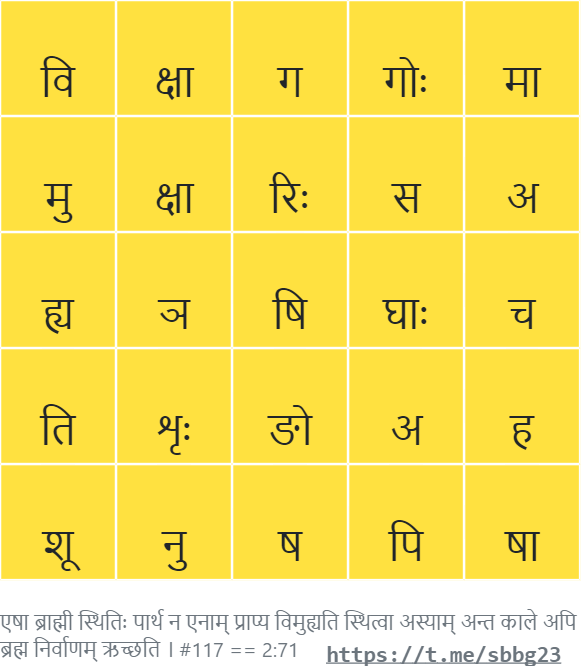 वि क्षा ग गोः मा
मु क्षा रिः स अ
ह्य ञ षि घाः च
ति शृः ङो अ ह
शू नु ष पि षा
एषा ब्राह्मी स्थितिः पार्थ न एनाम् प्राप्य विमुह्यति स्थित्वा अस्याम् अन्त काले अपि
ब्रह्म निर्वाणम् ऋच्छति । #117 == 2:71 https://t.me/sbbg23